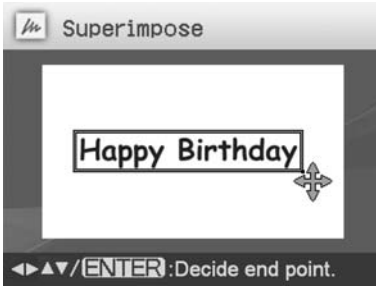 Superimpose
Happy Birthday
◄►▲▼/ENTER:Decide end point.